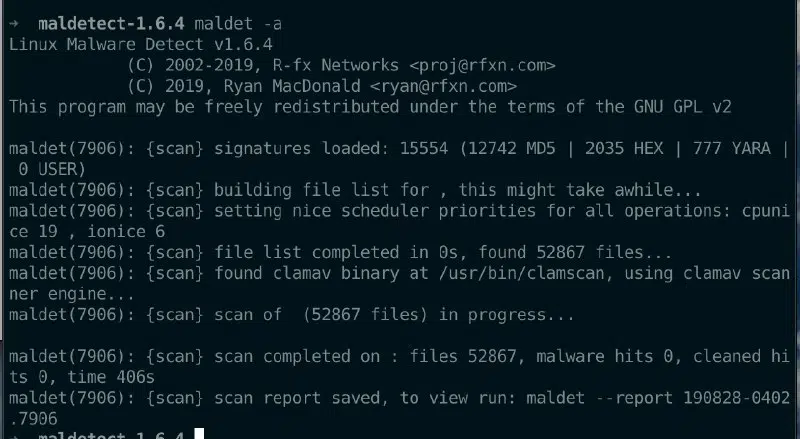 →  maldetect-1.6.4 maldet -a
Linux Malware Detect v1.6.4
            (C) 2002-2019, R-fx Networks <proj@rfxn.com>
            (C) 2019, Ryan MacDonald <ryan@rfxn.com>
This program may be freely redistributed under the terms of the GNU GPL v2
maldet(7906): {scan} signatures loaded: 15554 (12742 MD5 | 2035 HEX | 777 YARA |
 0 USER)
maldet(7906): {scan} building file list for , this might take awhile...
maldet(7906): {scan} setting nice scheduler priorities for all operations: cpuni
ce 19 , ionice 6
maldet(7906): {scan} file list completed in 0s, found 52867 files...
maldet(7906): {scan} found clamav binary at /usr/bin/clamscan, using clamav scan
ner engine...
maldet(7906): {scan} scan of  (52867 files) in progress...
maldet(7906): {scan} scan completed on : files 52867, malware hits 0, cleaned hi
ts 0, time 406s
maldet(7906): {scan} scan report saved, to view run: maldet --report 190828-0402
.7906
→  maldetect-1.6.4